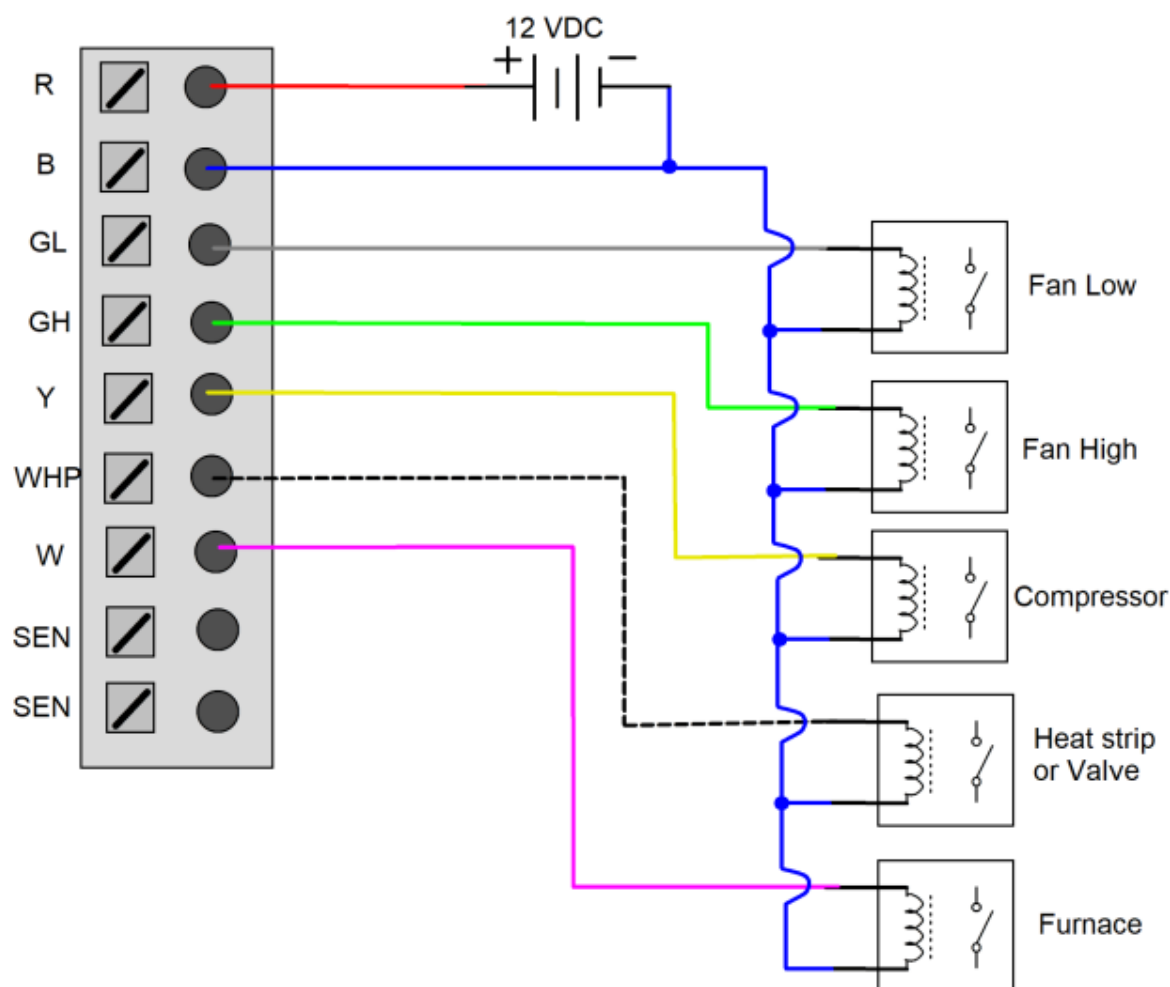 12 VDC
+
−
R
B
GL
GH
Y
WHP
W
SEN
SEN
Fan Low
Fan High
Compressor
Heat strip
or Valve
Furnace